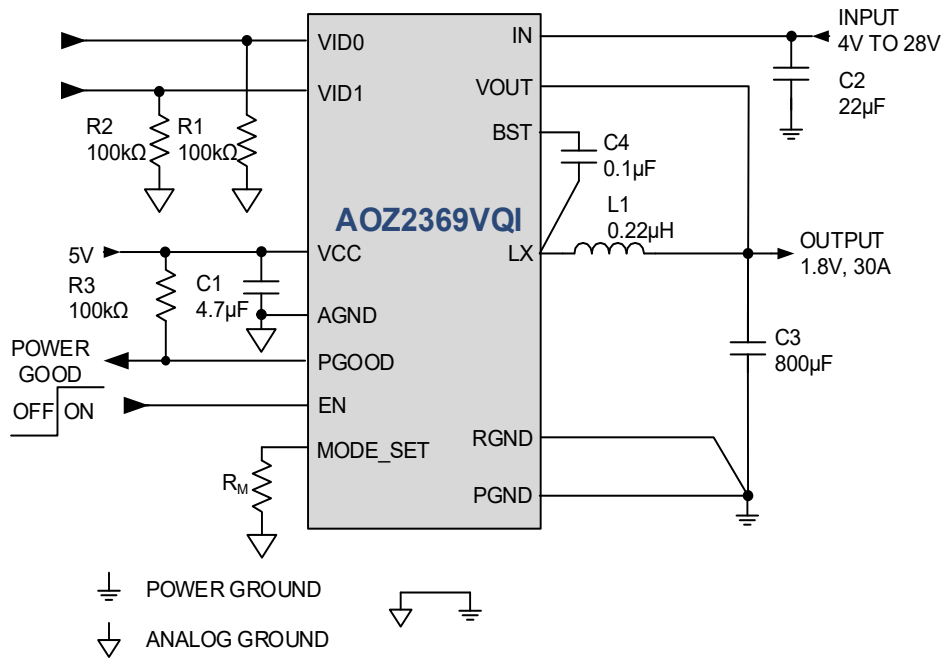 INPUT
4V TO 28V
VID0
IN
VID1
VOUT
C2
22µF
R2
100kΩ
R1
100kΩ
BST
C4
0.1µF
AOZ2369VQI
L1
0.22µH
5V
VCC
LX
OUTPUT
1.8V, 30A
R3
100kΩ
C1
4.7µF
AGND
C3
800µF
POWER
GOOD
PGOOD
OFF
ON
EN
MODE_SET
RGND
RM
PGND
POWER GROUND
ANALOG GROUND